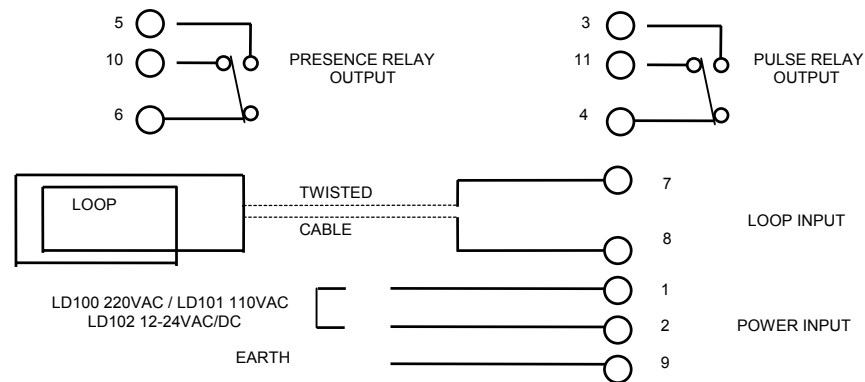 5
10
6
PRESENCE RELAY
OUTPUT
3
11
4
PULSE RELAY
OUTPUT
LOOP
TWISTED
CABLE
7
8
LOOP INPUT
LD100 220VAC / LD101 110VAC
LD102 12-24VAC/DC
EARTH
1
2
9
POWER INPUT